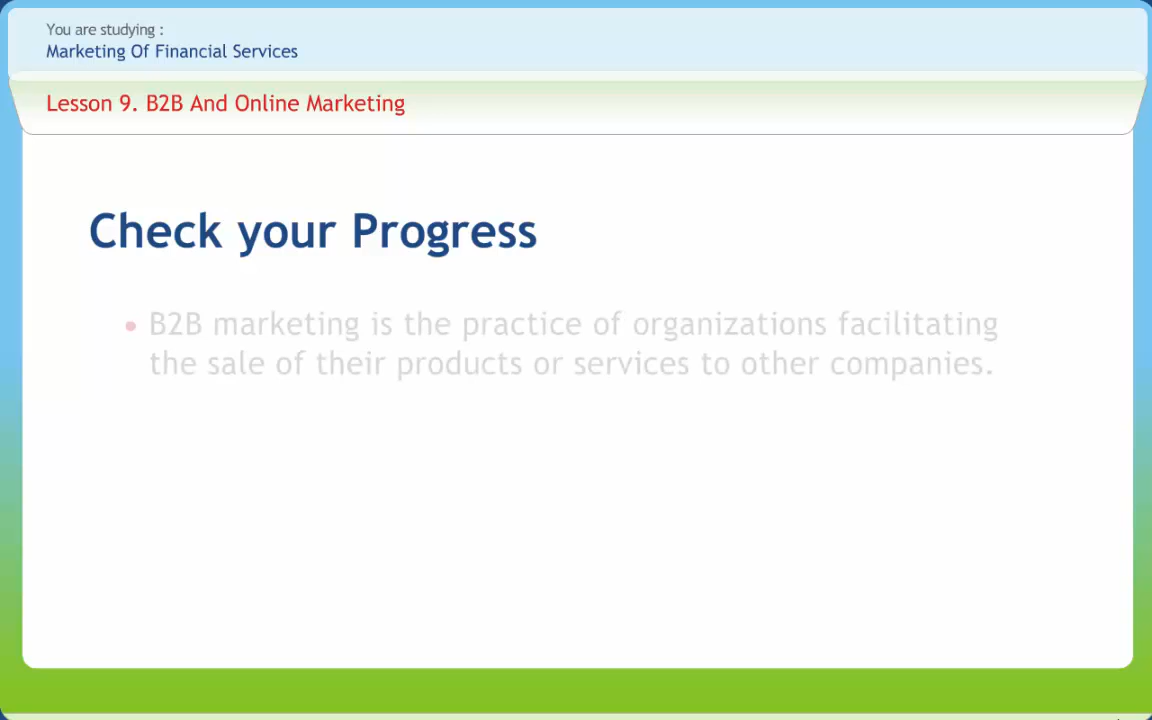 You are studying :
Marketing Of Financial Services
Lesson 9. B2B And Online Marketing
Check your Progress
• B2B marketing is the practice of organizations facilitating
the sale of their products or services to other companies.